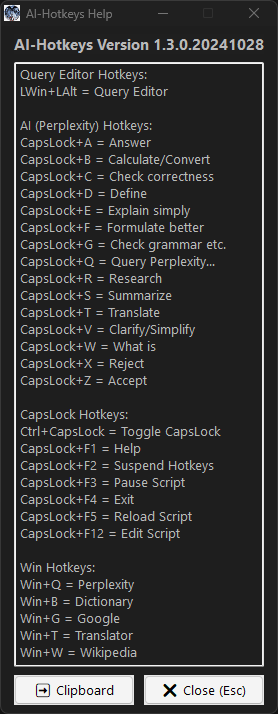 AI-Hotkeys Help
AI-Hotkeys Version 1.3.0.20241028
Query Editor Hotkeys:
LWin+LAlt = Query Editor
AI (Perplexity) Hotkeys:
CapsLock+A = Answer
CapsLock+B = Calculate/Convert
CapsLock+C = Check correctness
CapsLock+D = Define
CapsLock+E = Explain simply
CapsLock+F = Formulate better
CapsLock+G = Check grammar etc.
CapsLock+Q = Query Perplexity...
CapsLock+R = Research
CapsLock+S = Summarize
CapsLock+T = Translate
CapsLock+V = Clarify/Simplify
CapsLock+W = What is
CapsLock+X = Reject
CapsLock+Z = Accept
CapsLock Hotkeys:
Ctrl+CapsLock = Toggle CapsLock
CapsLock+F1 = Help
CapsLock+F2 = Suspend Hotkeys
CapsLock+F3 = Pause Script
CapsLock+F4 = Exit
CapsLock+F5 = Reload Script
CapsLock+F12 = Edit Script
Win Hotkeys:
Win+Q = Perplexity
Win+B = Dictionary
Win+G = Google
Win+T = Translator
Win+W = Wikipedia
Clipboard
Close (Esc)